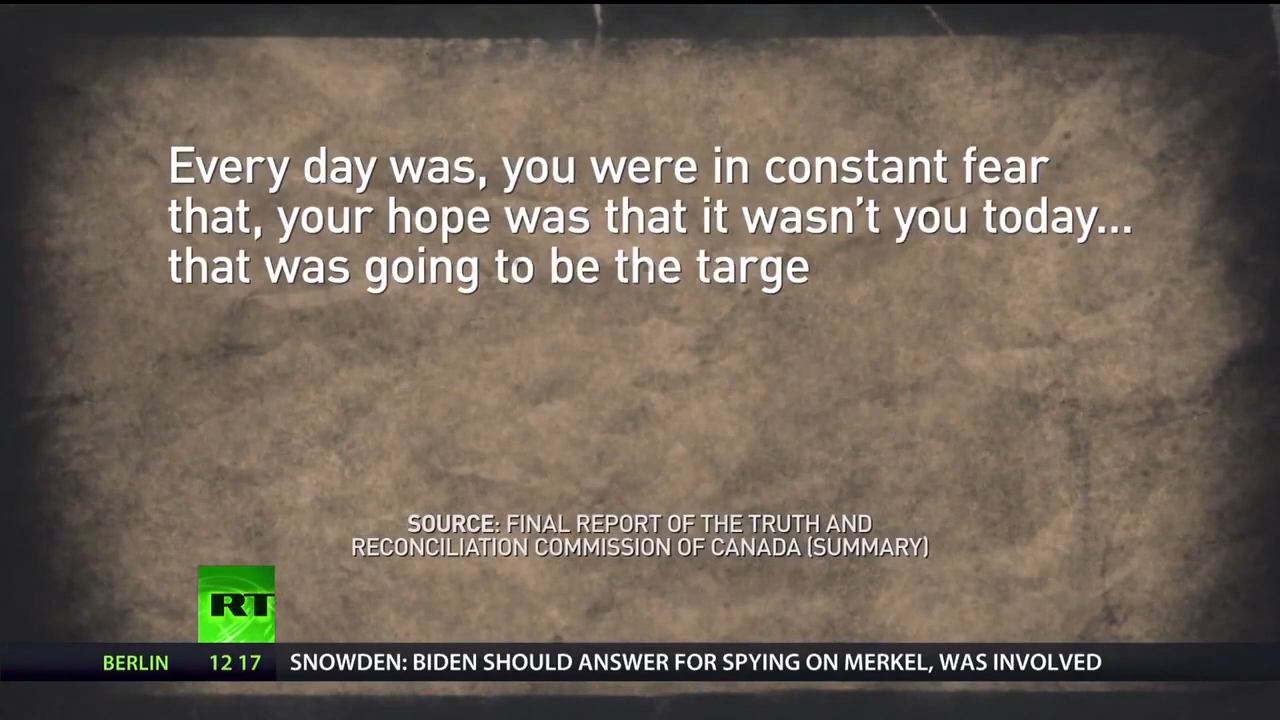 Every day was, you were in constant fear
that, your hope was that it wasn't you today...
that was going to be the targe
SOURCE: FINAL REPORT OF THE TRUTH AND
RECONCILIATION COMMISSION OF CANADA (SUMMARY)
RT
BERLIN 12 17 SNOWDEN: BIDEN SHOULD ANSWER FOR SPYING ON MERKEL, WAS INVOLVED